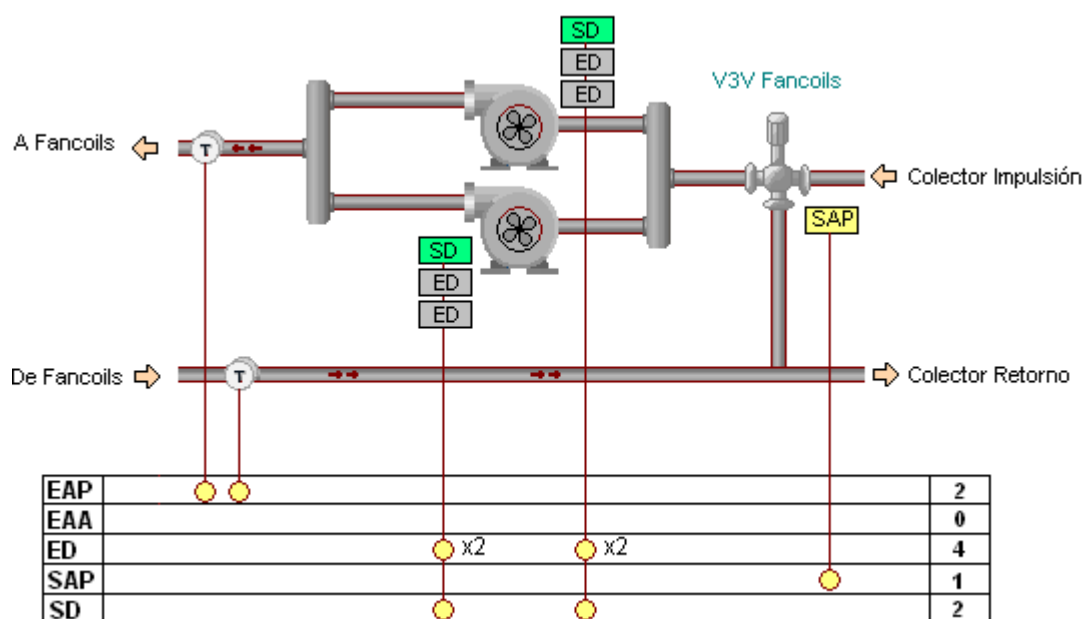 SD
ED
ED
V3V Fancoils
A Fancoils
T
Colector Impulsión
SAP
SD
ED
ED
De Fancoils
T
Colector Retorno
EAP 2
EAA 0
ED x2 x2 4
SAP 1
SD 2